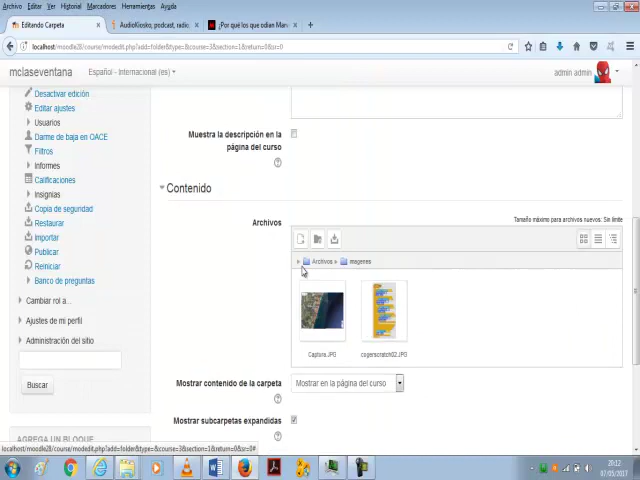 Archivo Editar Ver Historial Marcadores Herramientas Ayuda
Editando Carpeta
AudioKiosko, podcast, radio.
¿Por qué los que odian Mar
localhost/moodle28/course/modedit.php?add=folder&type=&course=3&section=1&return=0&sr=0
mclaseventana
Español - Internacional (es)
admin admin
Desactivar edición
Editar ajustes
Usuarios
Darme de baja en OACE
Filtros
Informes
Calificaciones
Insignias
Copia de seguridad
Restaurar
Importar
Publicar
Reiniciar
Banco de preguntas
Cambiar rol a...
Ajustes de mi perfil
Administración del sitio
Buscar
AGREGA UN BLOQUE
Muestra la descripción en la
página del curso
Contenido
Archivos
Tamaño máximo para archivos nuevos: Sin límite
Archivos
imagenes
Captura.JPG
cogerscratch02.JPG
Mostrar contenido de la carpeta
Mostrar en la página del curso
Mostrar subcarpetas expandidas
localhost/moodle28/course/modedit.php?add=folder&type=&course=3&section=1&return=0&sr=0#
20:12
07/05/2017